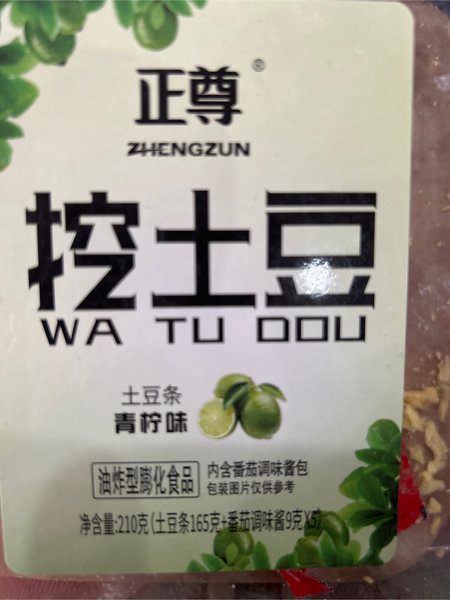 正尊®
ZHENGZUN
挖土豆
WA TU DOU
土豆条
青柠味
油炸型膨化食品
内含番茄调味酱包
包装图片仅供参考
净含量:210克(土豆条165克+番茄调味酱9克X5)